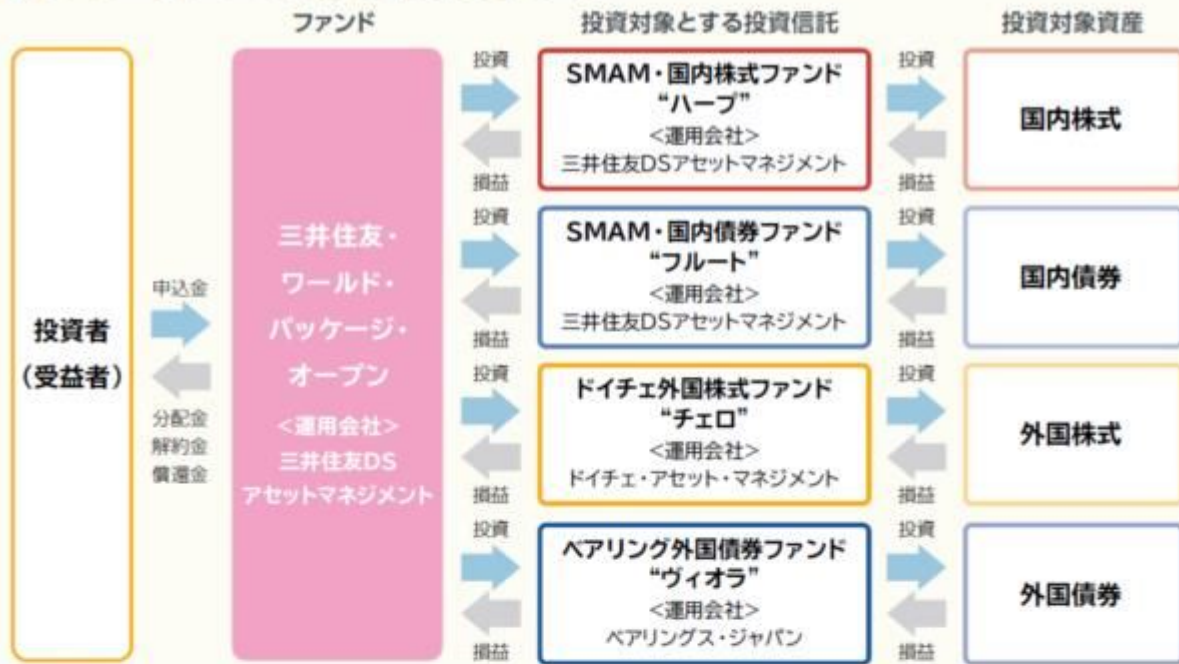 ファンド
投資対象とする投資信託
投資対象資産
投資者
（受益者）
申込金
分配金
解約金
償還金
三井住友・
ワールド・
パッケージ・
オープン
<運用会社>
三井住友DS
アセットマネジメント
投資
損益
SMAM・国内株式ファンド
“ハープ”
<運用会社>
三井住友DSアセットマネジメント
投資
損益
国内株式
投資
損益
SMAM・国内債券ファンド
“フルート”
<運用会社>
三井住友DSアセットマネジメント
投資
損益
国内債券
投資
損益
ドイチェ外国株式ファンド
“チェロ”
<運用会社>
ドイチェ・アセット・マネジメント
投資
損益
外国株式
投資
損益
ベアリング外国債券ファンド
“ヴィオラ”
<運用会社>
ベアリングス・ジャパン
投資
損益
外国債券